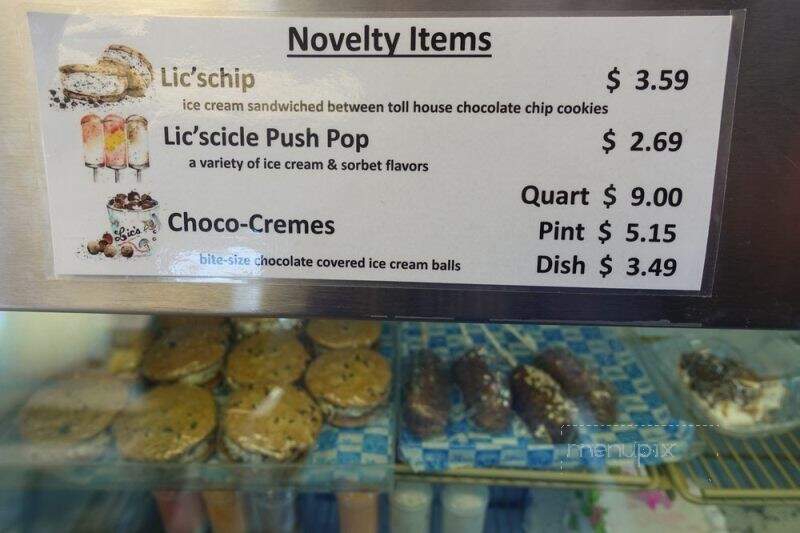 Novelty Items
Lic'schip $ 3.59
ice cream sandwiched between toll house chocolate chip cookies
Lic'scicle Push Pop $ 2.69
a variety of ice cream & sorbet flavors
Quart $ 9.00
Lic's
Choco-Cremes
Pint $ 5.15
bite-size chocolate covered ice cream balls
Dish $ 3.49
menupix